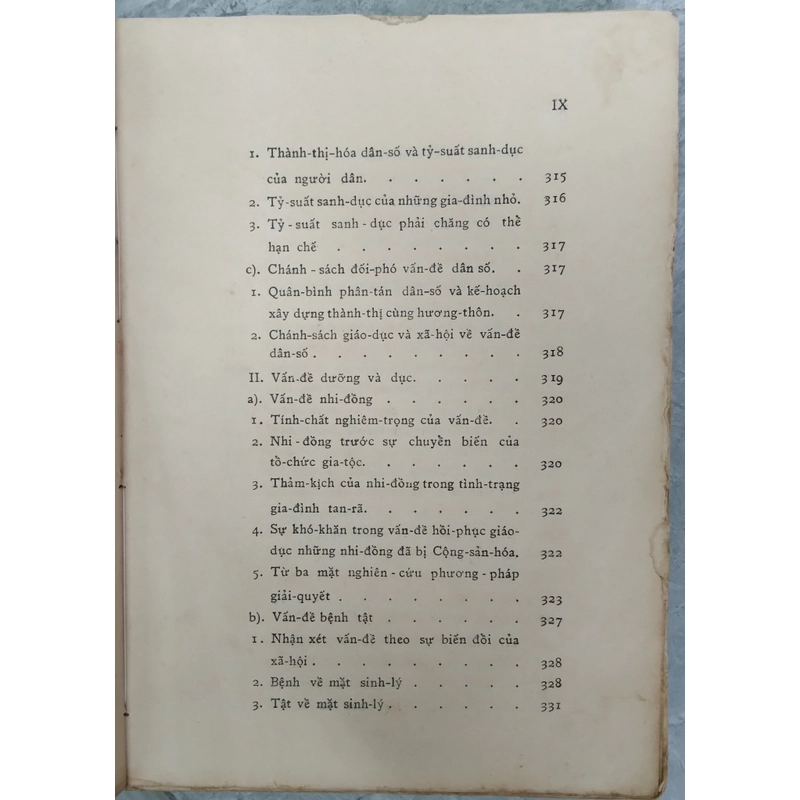 IX
1. Thành-thị-hóa dân-số và tỷ-suất sanh-dục
của người dân. . . . . . . 315
2. Tỷ-suất sanh-dục của những gia-đình nhỏ. 316
3. Tỷ-suất sanh-dục phải chăng có thể
hạn chế . . . . . . . . 317
c). Chánh-sách đối-phó vấn-đề dân số. . 317
1. Quân-bình phân-tán dân-số và kế-hoạch
xây dựng thành-thị cùng hương-thôn. . 317
2. Chánh-sách giáo-dục và xã-hội về vấn-đề
dân-số . . . . . . . . . 318
II. Vấn-đề dưỡng và dục. . . . . 319
a). Vấn-đề nhi-đồng . . . . . . 320
1. Tính-chất nghiêm-trọng của vấn-đề. . 320
2. Nhi-đồng trước sự chuyển biến của
tổ-chức gia-tộc. . . . . . . 320
3. Thảm-kịch của nhi-đồng trong tình-trạng
gia-đình tan-rã. . . . . . . 322
4. Sự khó-khăn trong vấn-đề hồi-phục giáo-
dục những nhi-đồng đã bị Cộng-sản-hóa. 322
5. Từ ba mặt nghiên-cứu phương-pháp
giải-quyết . . . . . . . . 323
b). Vấn-đề bệnh tật . . . . . . 327
1. Nhận xét vấn-đề theo sự biến đổi của
xã-hội . . . . . . . . . 328
2. Bệnh về mặt sinh-lý . . . . . 328
3. Tật về mặt sinh-lý . . . . . . 331